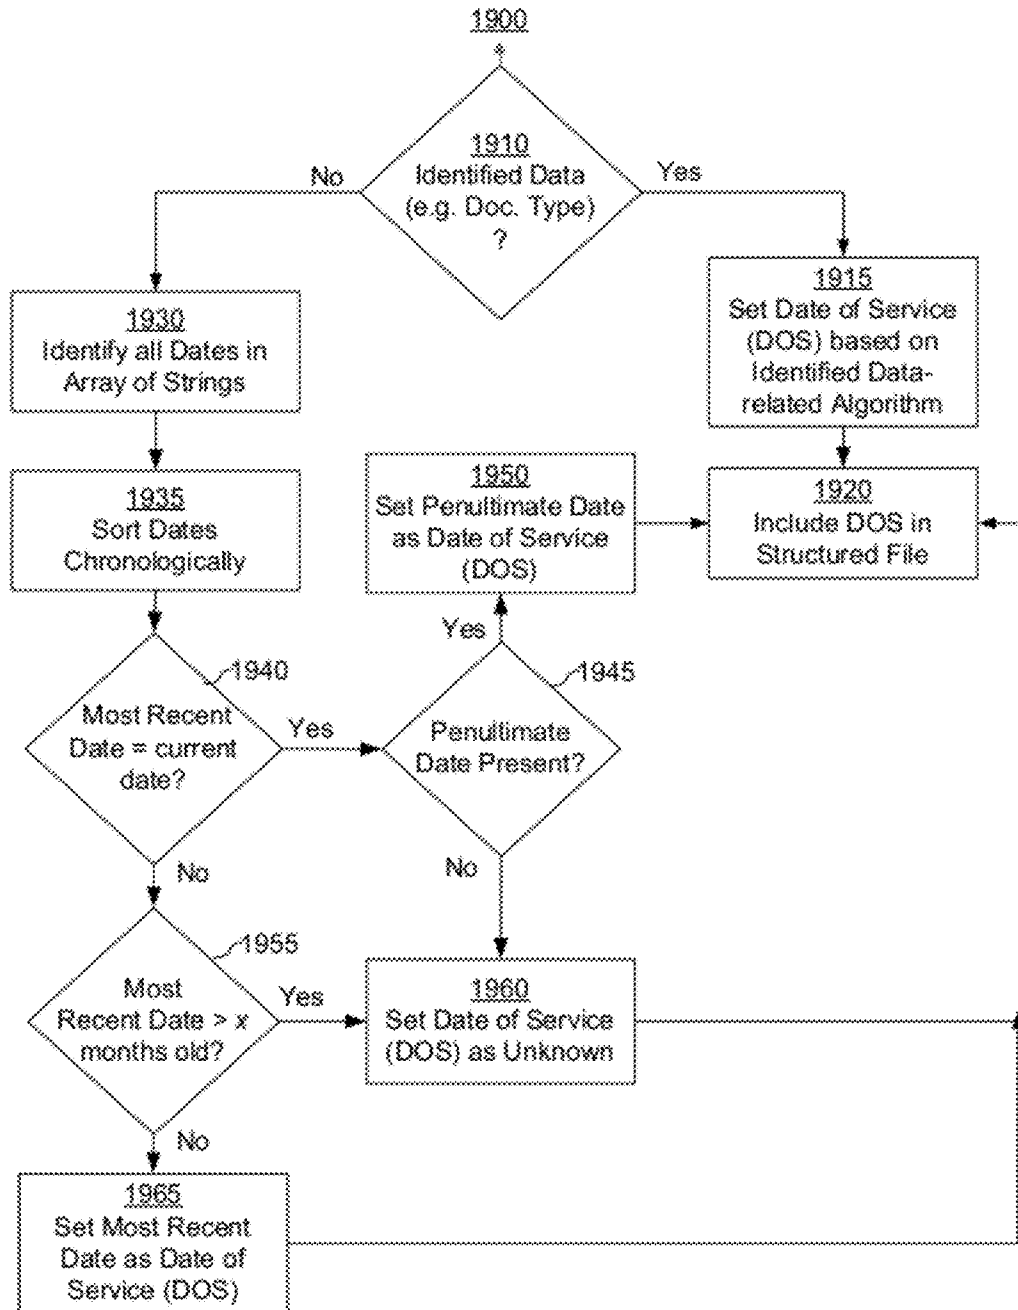 1900
1910
Identified Data
(e.g. Doc. Type)
?
No
Yes
1930
Identify all Dates in
Array of Strings
1915
Set Date of Service
(DOS) based on
Identified Data-
related Algorithm
1935
Sort Dates
Chronologically
1950
Set Penultimate Date
as Date of Service
(DOS)
1920
Include DOS in
Structured File
1940
Most Recent
Date = current
date?
Yes
Yes
1945
Penultimate
Date Present?
No
No
1955
Most
Recent Date > x
months old?
Yes
1960
Set Date of Service
(DOS) as Unknown
No
1965
Set Most Recent
Date as Date of
Service (DOS)